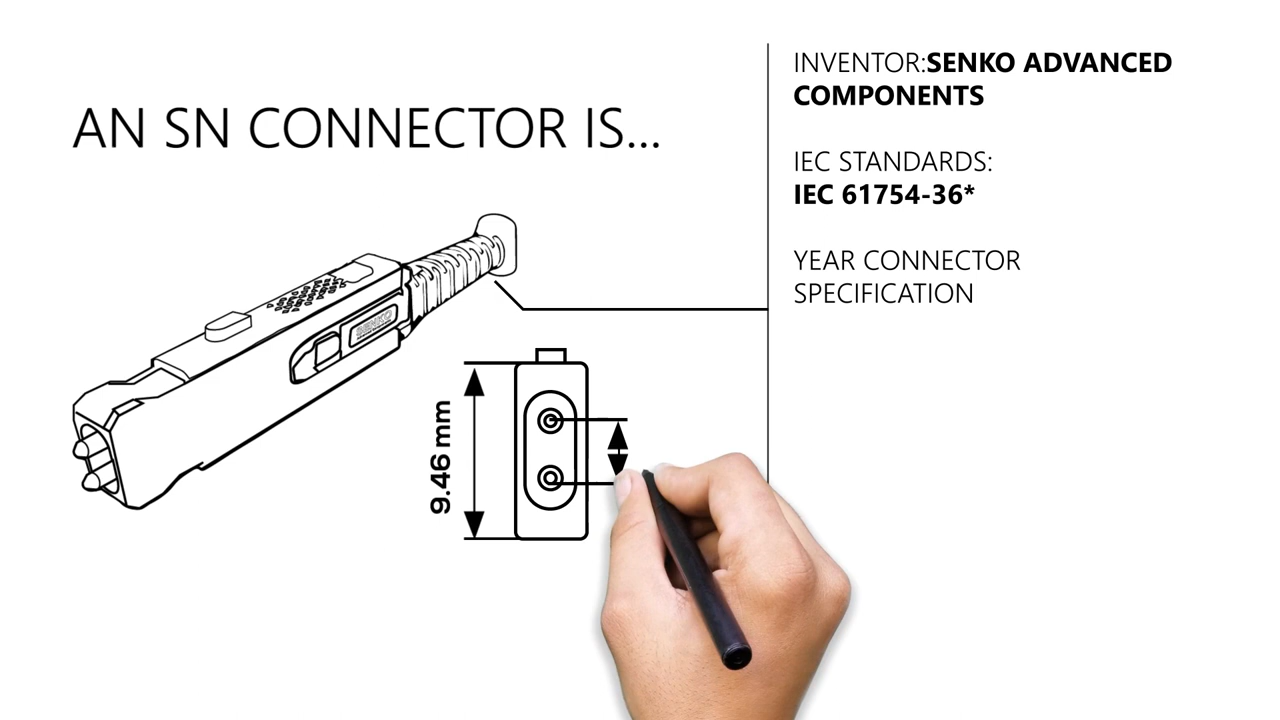 AN SN CONNECTOR IS...
INVENTOR:SENKO ADVANCED
COMPONENTS
IEC STANDARDS:
IEC 61754-36*
YEAR CONNECTOR
SPECIFICATION
SENKO
9.46 mm